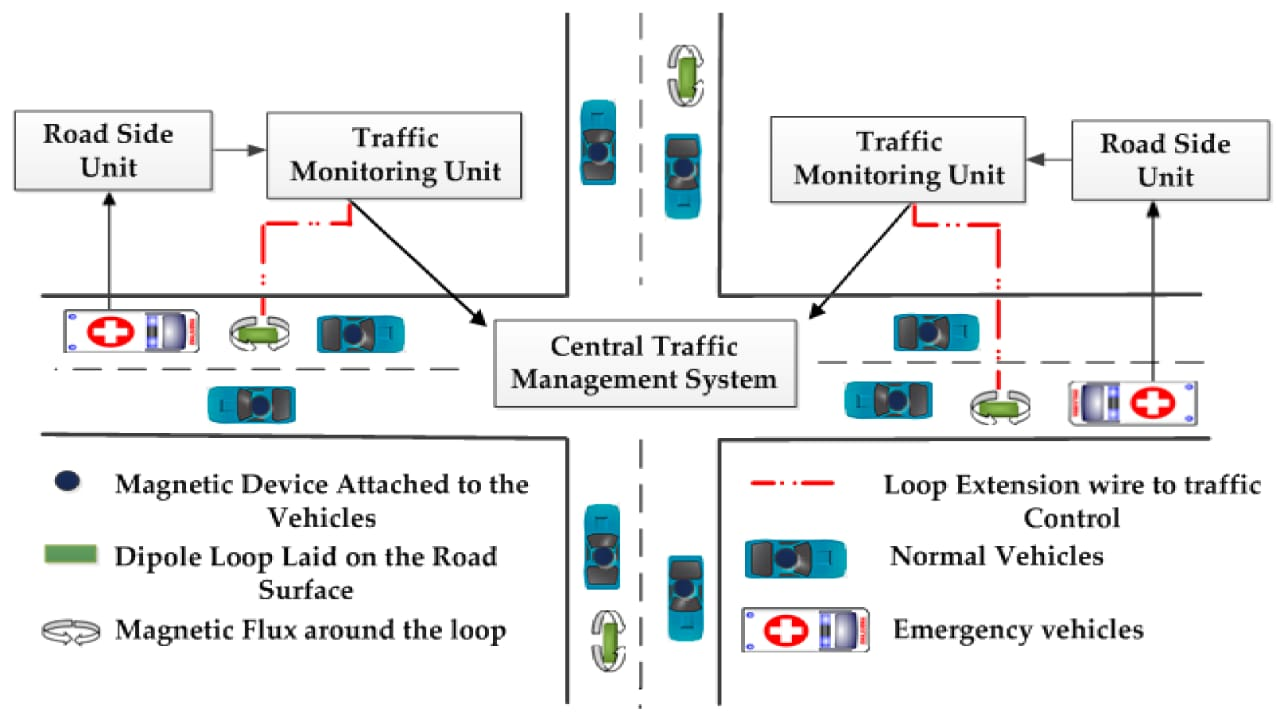 Road Side
Unit
Traffic
Monitoring Unit
Traffic
Monitoring Unit
Road Side
Unit
Central Traffic
Management System
Magnetic Device Attached to the
Vehicles
Dipole Loop Laid on the Road
Surface
Magnetic Flux around the loop
Loop Extension wire to traffic
Control
Normal Vehicles
Emergency vehicles